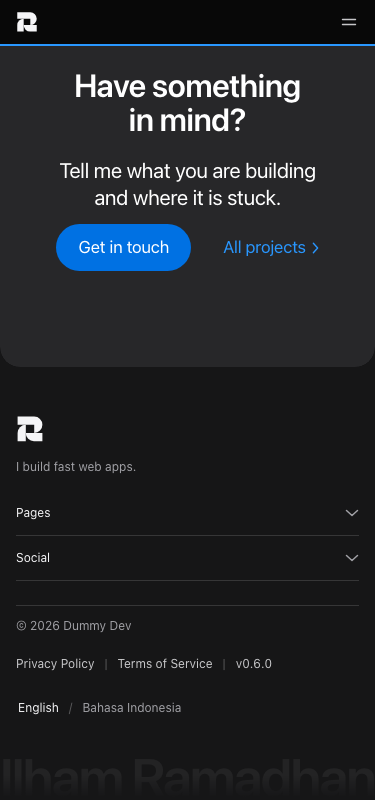 Have something
in mind?
Tell me what you are building
and where it is stuck.
Get in touch
All projects
I build fast web apps.
Pages
Social
© 2026 Dummy Dev
Privacy Policy | Terms of Service | v0.6.0
English / Bahasa Indonesia
Ilham Ramadhan